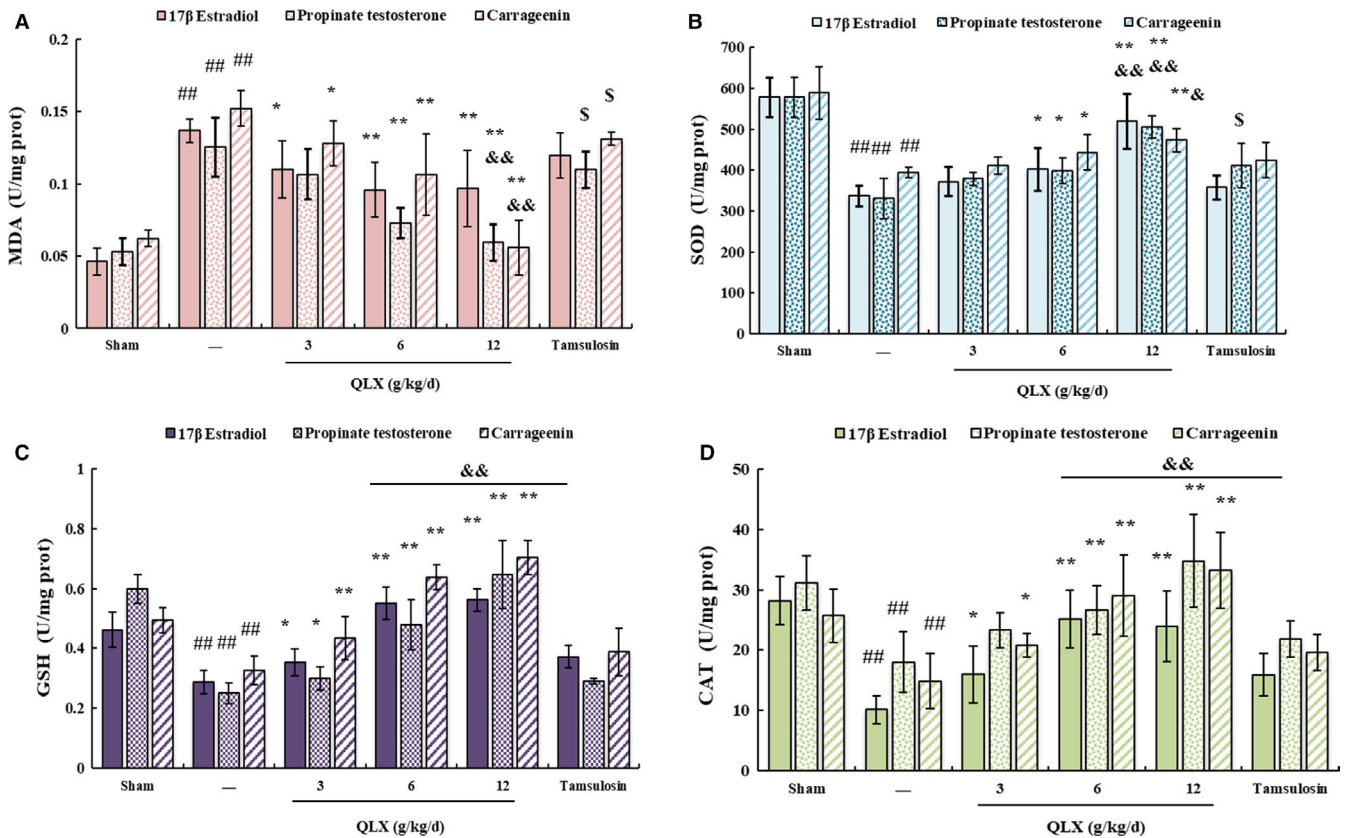 A
17β Estradiol Propinate testosterone Carrageenin
MDA (U/mg prot)
0.2
0.15
0.1
0.05
0
## ## ##
* *
** ** **
** ** && ** &&
$ $
Sham — 3 6 12 Tamsulosin
QLX (g/kg/d)
B
17β Estradiol Propinate testosterone Carrageenin
SOD (U/mg prot)
700
600
500
400
300
200
100
0
## ## ##
* * *
** && ** && **&
$
Sham — 3 6 12 Tamsulosin
QLX (g/kg/d)
C
17β Estradiol Propinate testosterone Carrageenin
GSH (U/mg prot)
1
0.8
0.6
0.4
0.2
0
&&
## ## ##
* * **
** ** **
** ** **
Sham — 3 6 12 Tamsulosin
QLX (g/kg/d)
D
17β Estradiol Propinate testosterone Carrageenin
CAT (U/mg prot)
50
40
30
20
10
0
&&
## ## ##
* *
** ** **
** ** **
Sham — 3 6 12 Tamsulosin
QLX (g/kg/d)